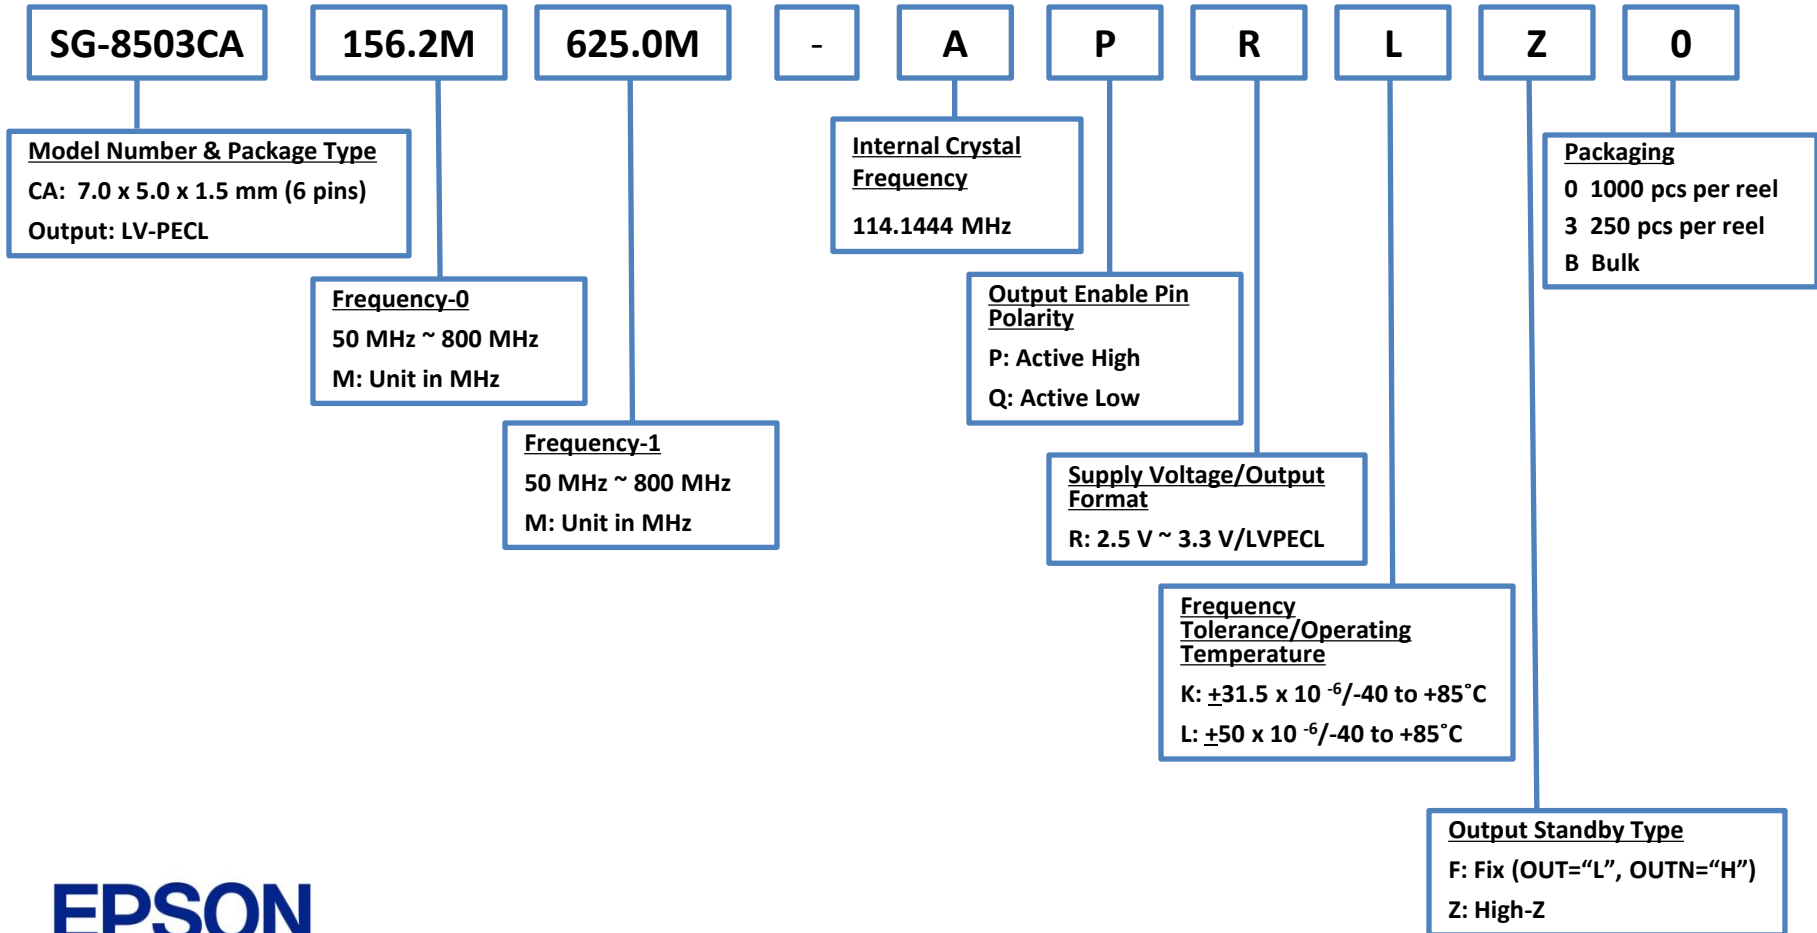 SG-8503CA 156.2M 625.0M - A P R L Z 0
Model Number & Package Type
CA: 7.0 x 5.0 x 1.5 mm (6 pins)
Output: LV-PECL
Frequency-0
50 MHz ~ 800 MHz
M: Unit in MHz
Frequency-1
50 MHz ~ 800 MHz
M: Unit in MHz
Internal Crystal
Frequency
114.1444 MHz
Output Enable Pin
Polarity
P: Active High
Q: Active Low
Supply Voltage/Output
Format
R: 2.5 V ~ 3.3 V/LVPECL
Frequency
Tolerance/Operating
Temperature
K: ±31.5 x 10 -6/-40 to +85˚C
L: ±50 x 10 -6/-40 to +85˚C
Output Standby Type
F: Fix (OUT=“L”, OUTN=“H”)
Z: High-Z
Packaging
0 1000 pcs per reel
3 250 pcs per reel
B Bulk
EPSON